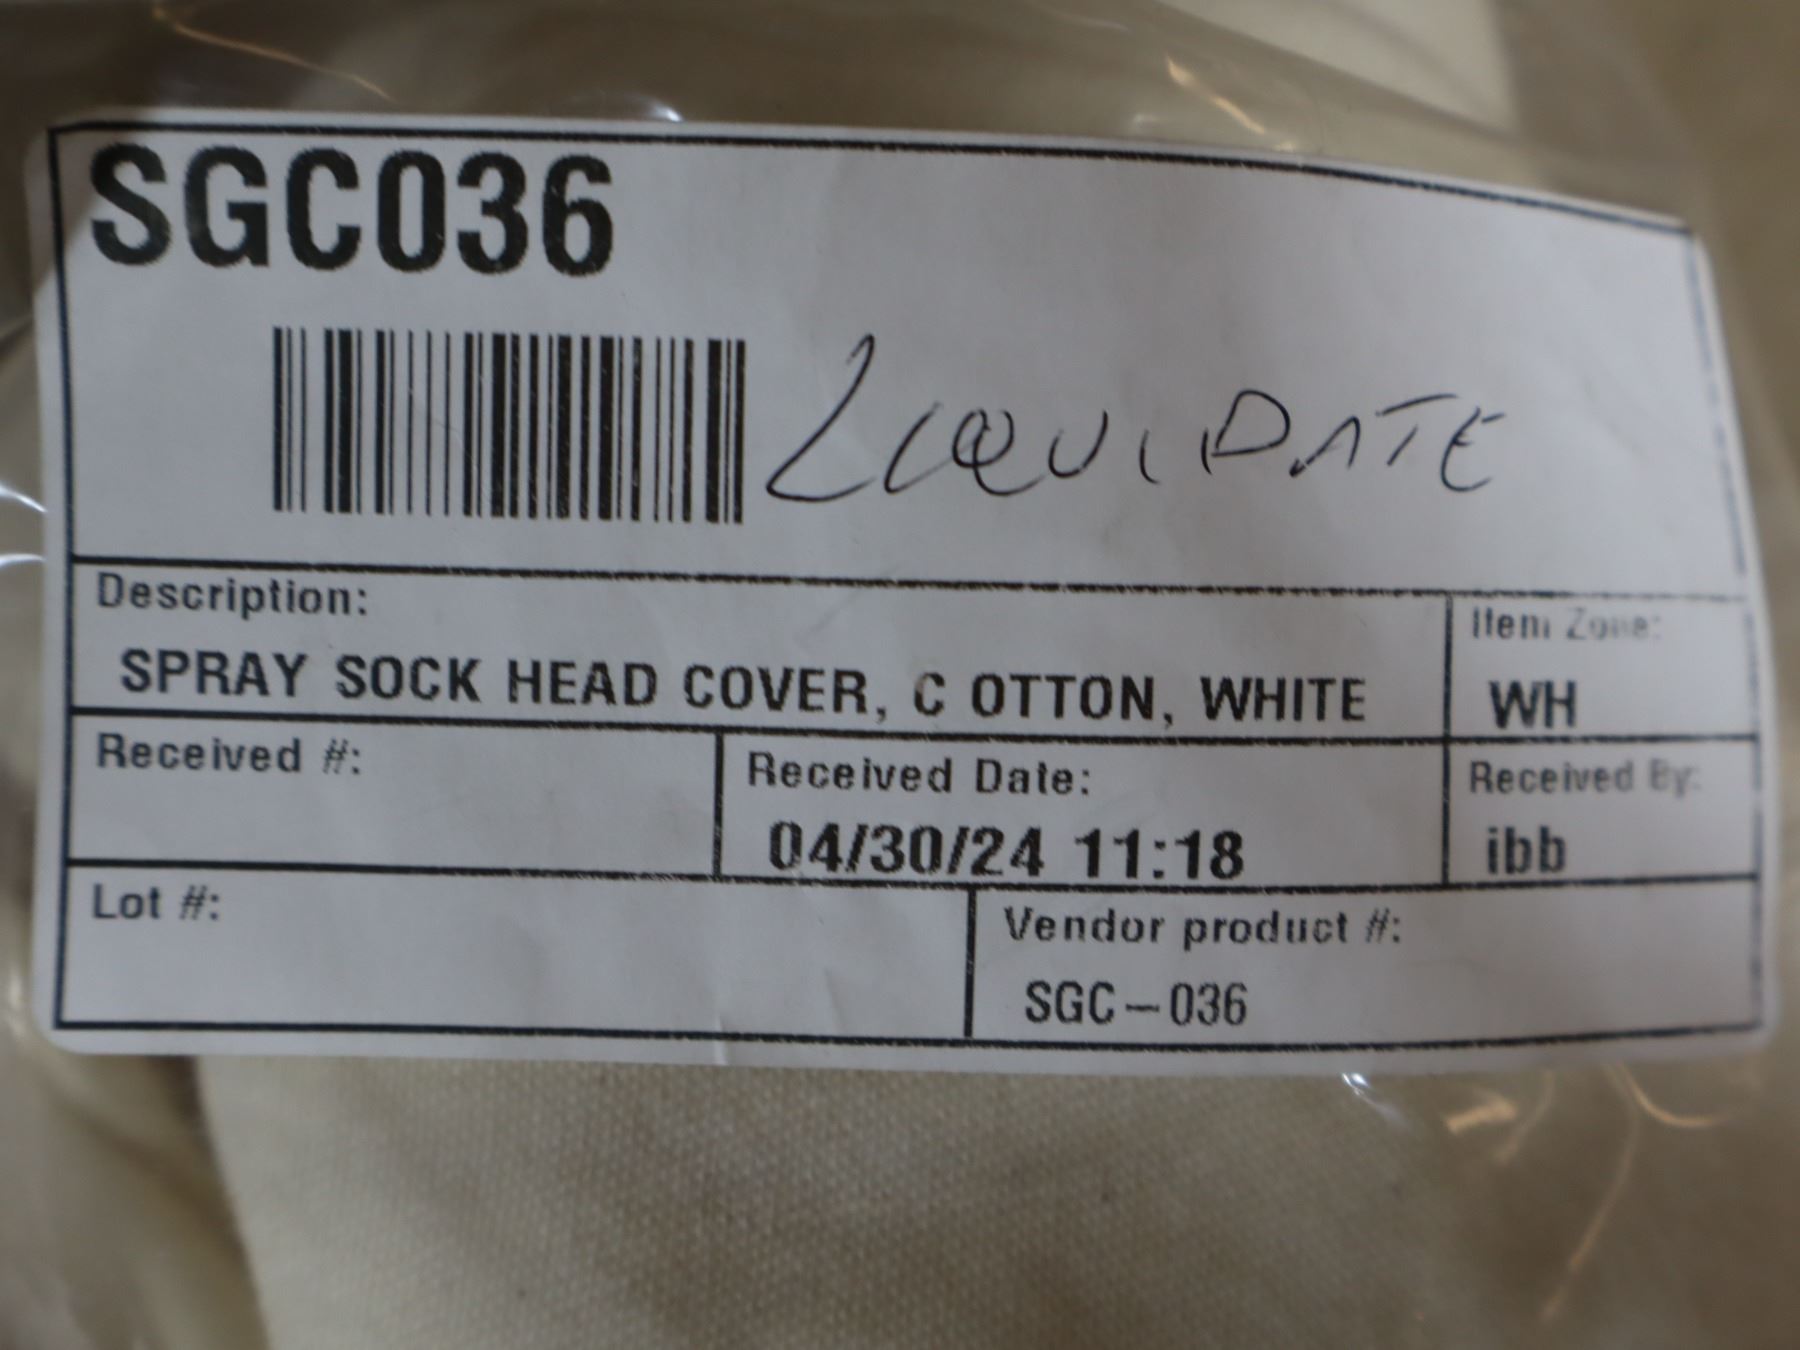 SGC036
LIQUIDATE
Description:
SPRAY SOCK HEAD COVER, C OTTON, WHITE
Item Zone:
WH
Received #:
Received Date:
04/30/24 11:18
Received By:
ibb
Lot #:
Vendor product #:
SGC-036